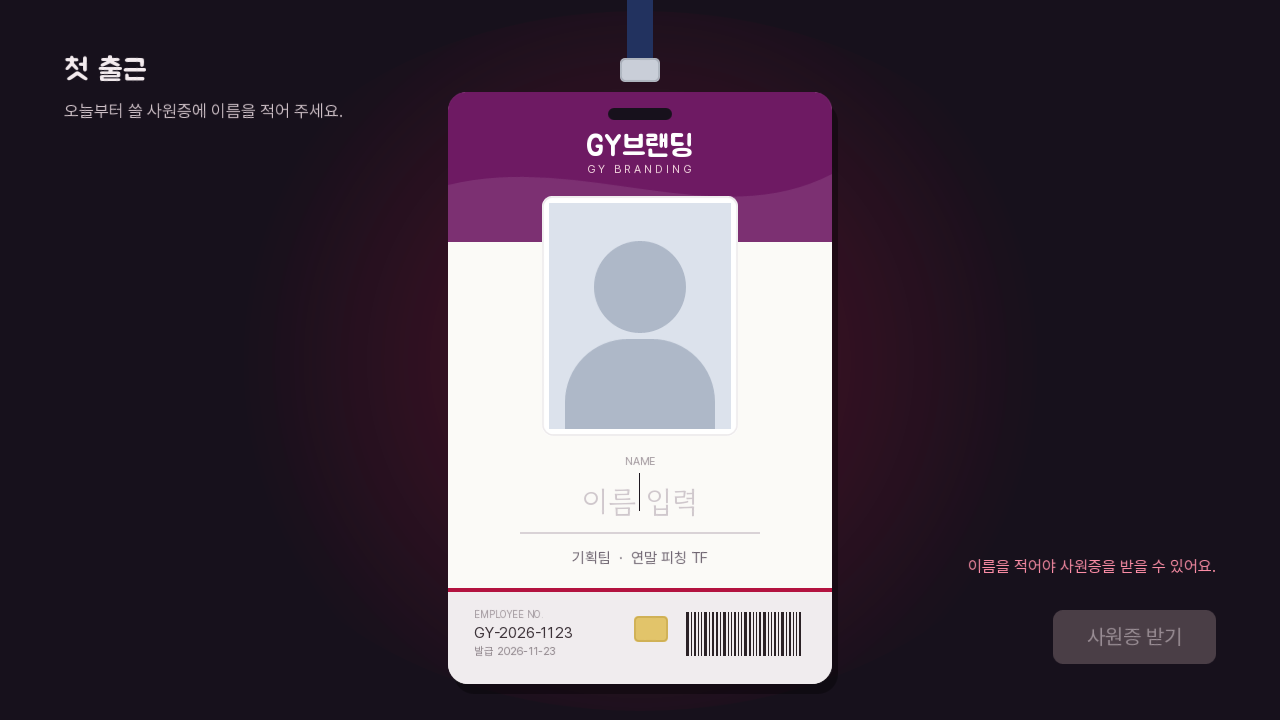 첫 출근
오늘부터 쓸 사원증에 이름을 적어 주세요.
GY브랜딩
GY BRANDING
NAME
이름 입력
기획팀 · 연말 피칭 TF
EMPLOYEE NO
GY-2026-1123
발급 2026-11-23
이름을 적어야 사원증을 받을 수 있어요.
사원증 받기